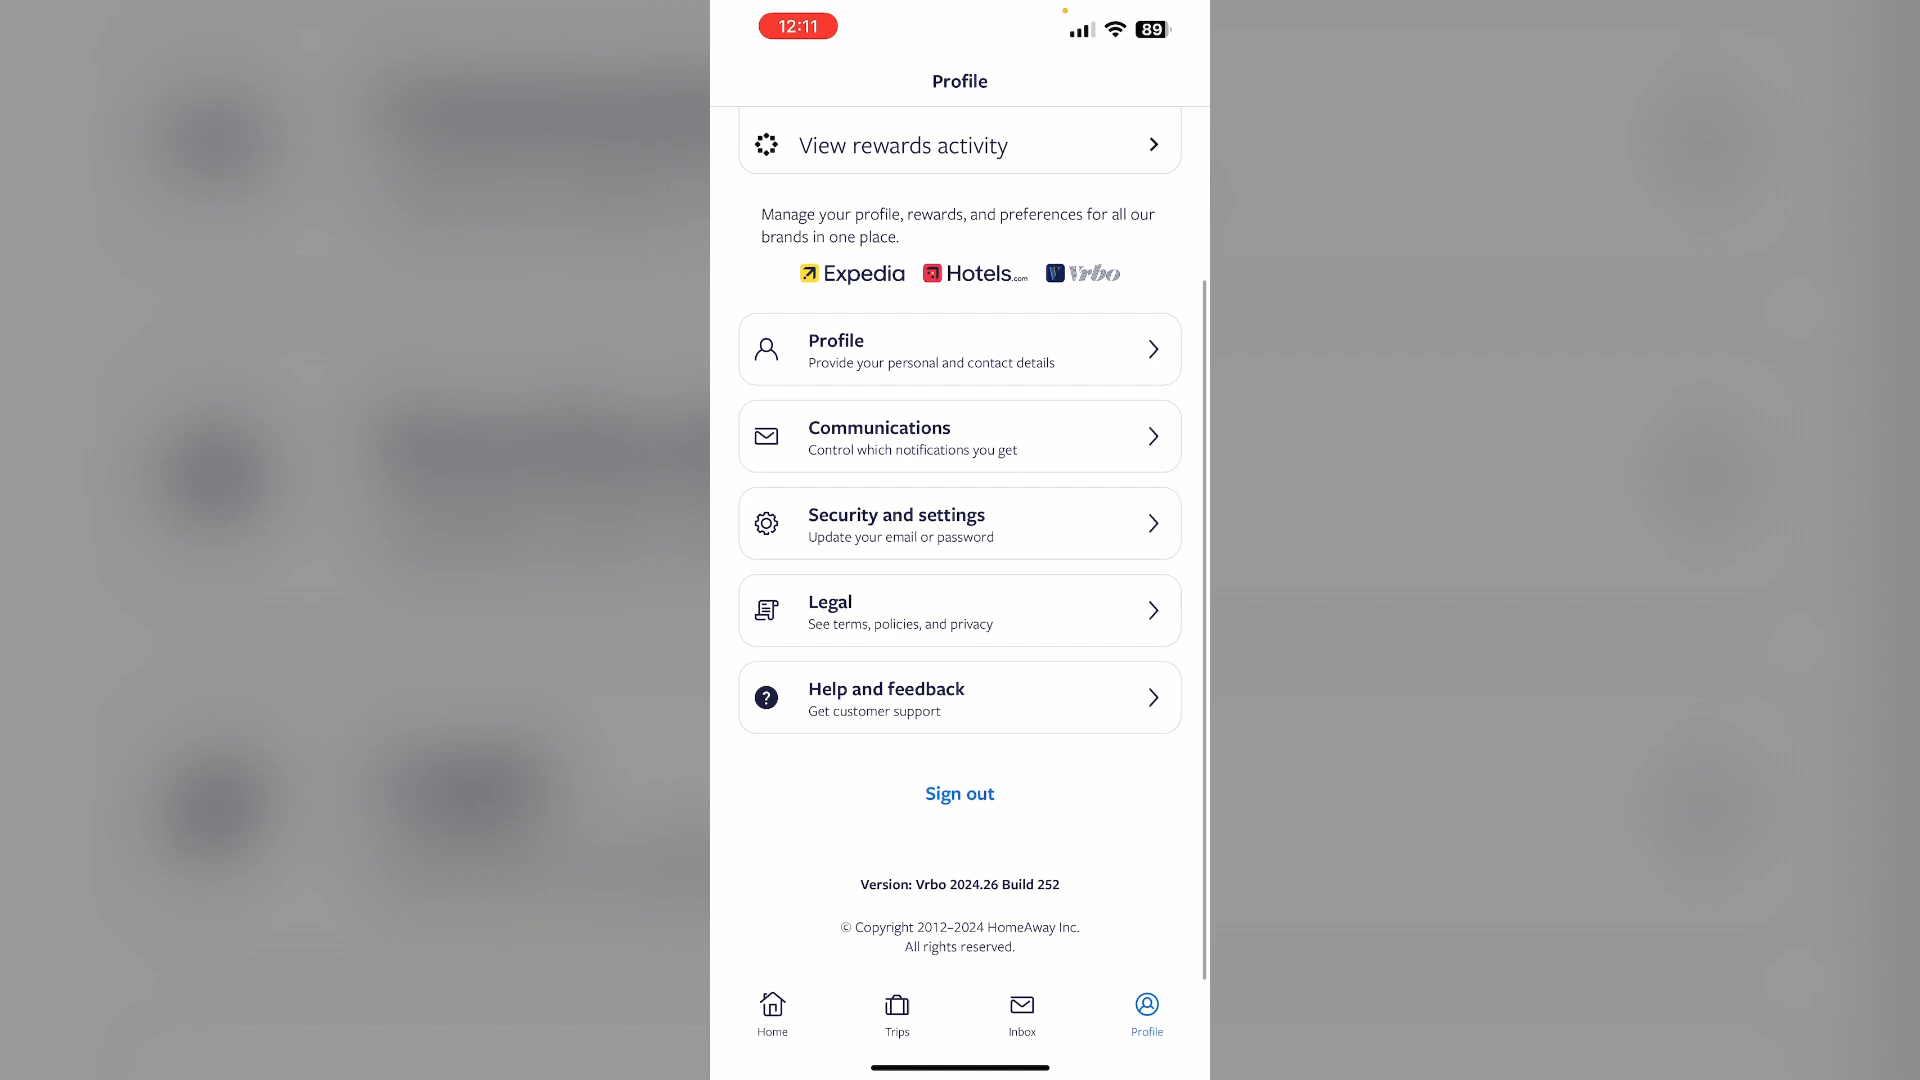 12:11
89
Profile
View rewards activity
Manage your profile, rewards, and preferences for all our
brands in one place.
Expedia Hotels.com Vrbo
Profile
Provide your personal and contact details
Communications
Control which notifications you get
Security and settings
Update your email or password
Legal
See terms, policies, and privacy
Help and feedback
Get customer support
Sign out
Version: Vrbo 2024.26 Build 252
© Copyright 2012–2024 HomeAway Inc.
All rights reserved.
Home Trips Inbox Profile